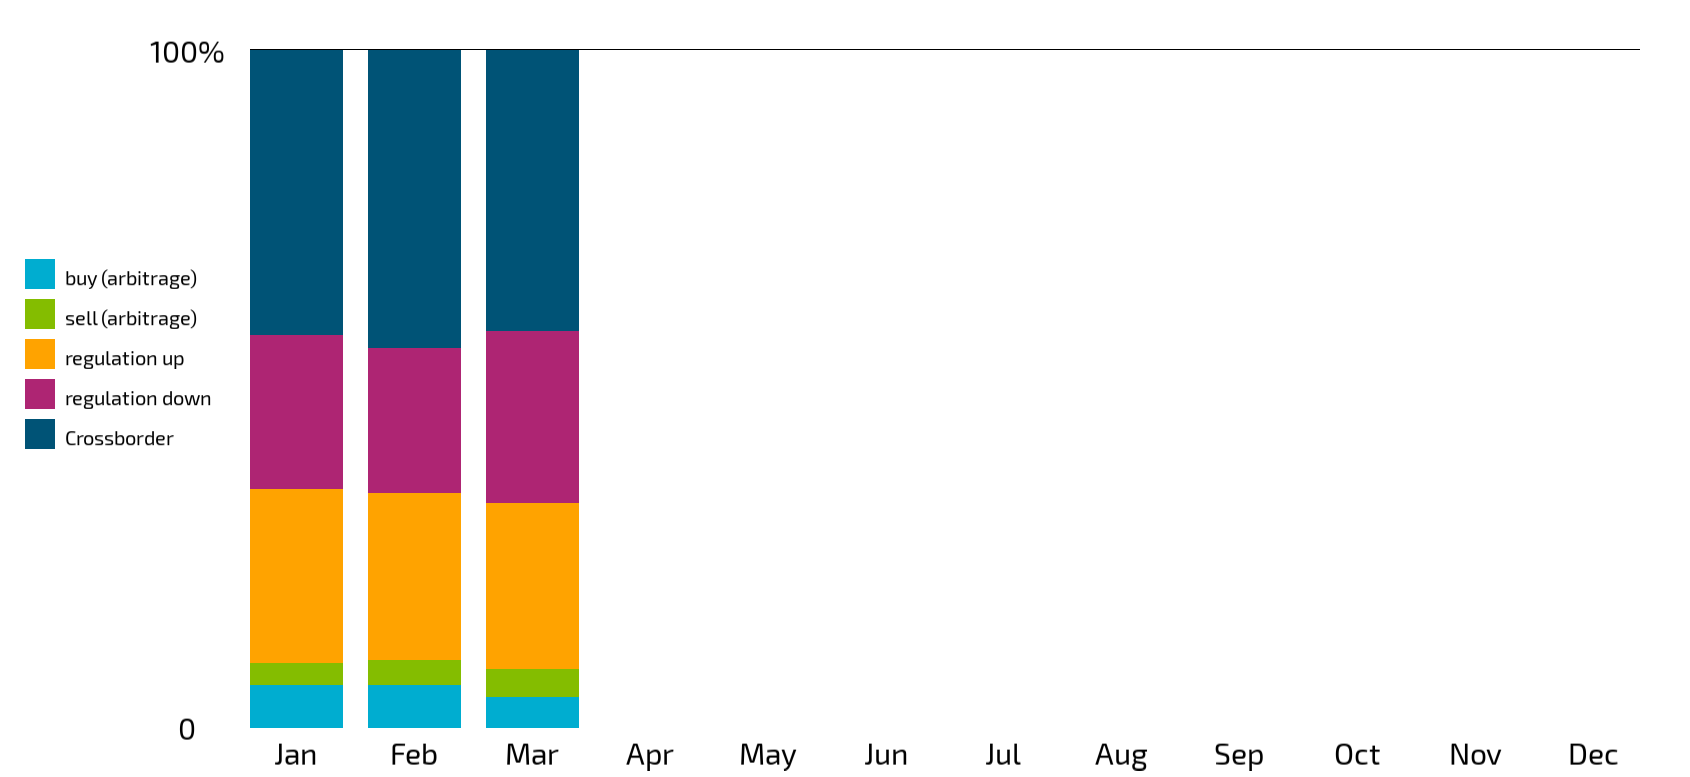 100%
buy (arbitrage)
sell (arbitrage)
regulation up
regulation down
Crossborder
0
Jan Feb Mar Apr May Jun Jul Aug Sep Oct Nov Dec